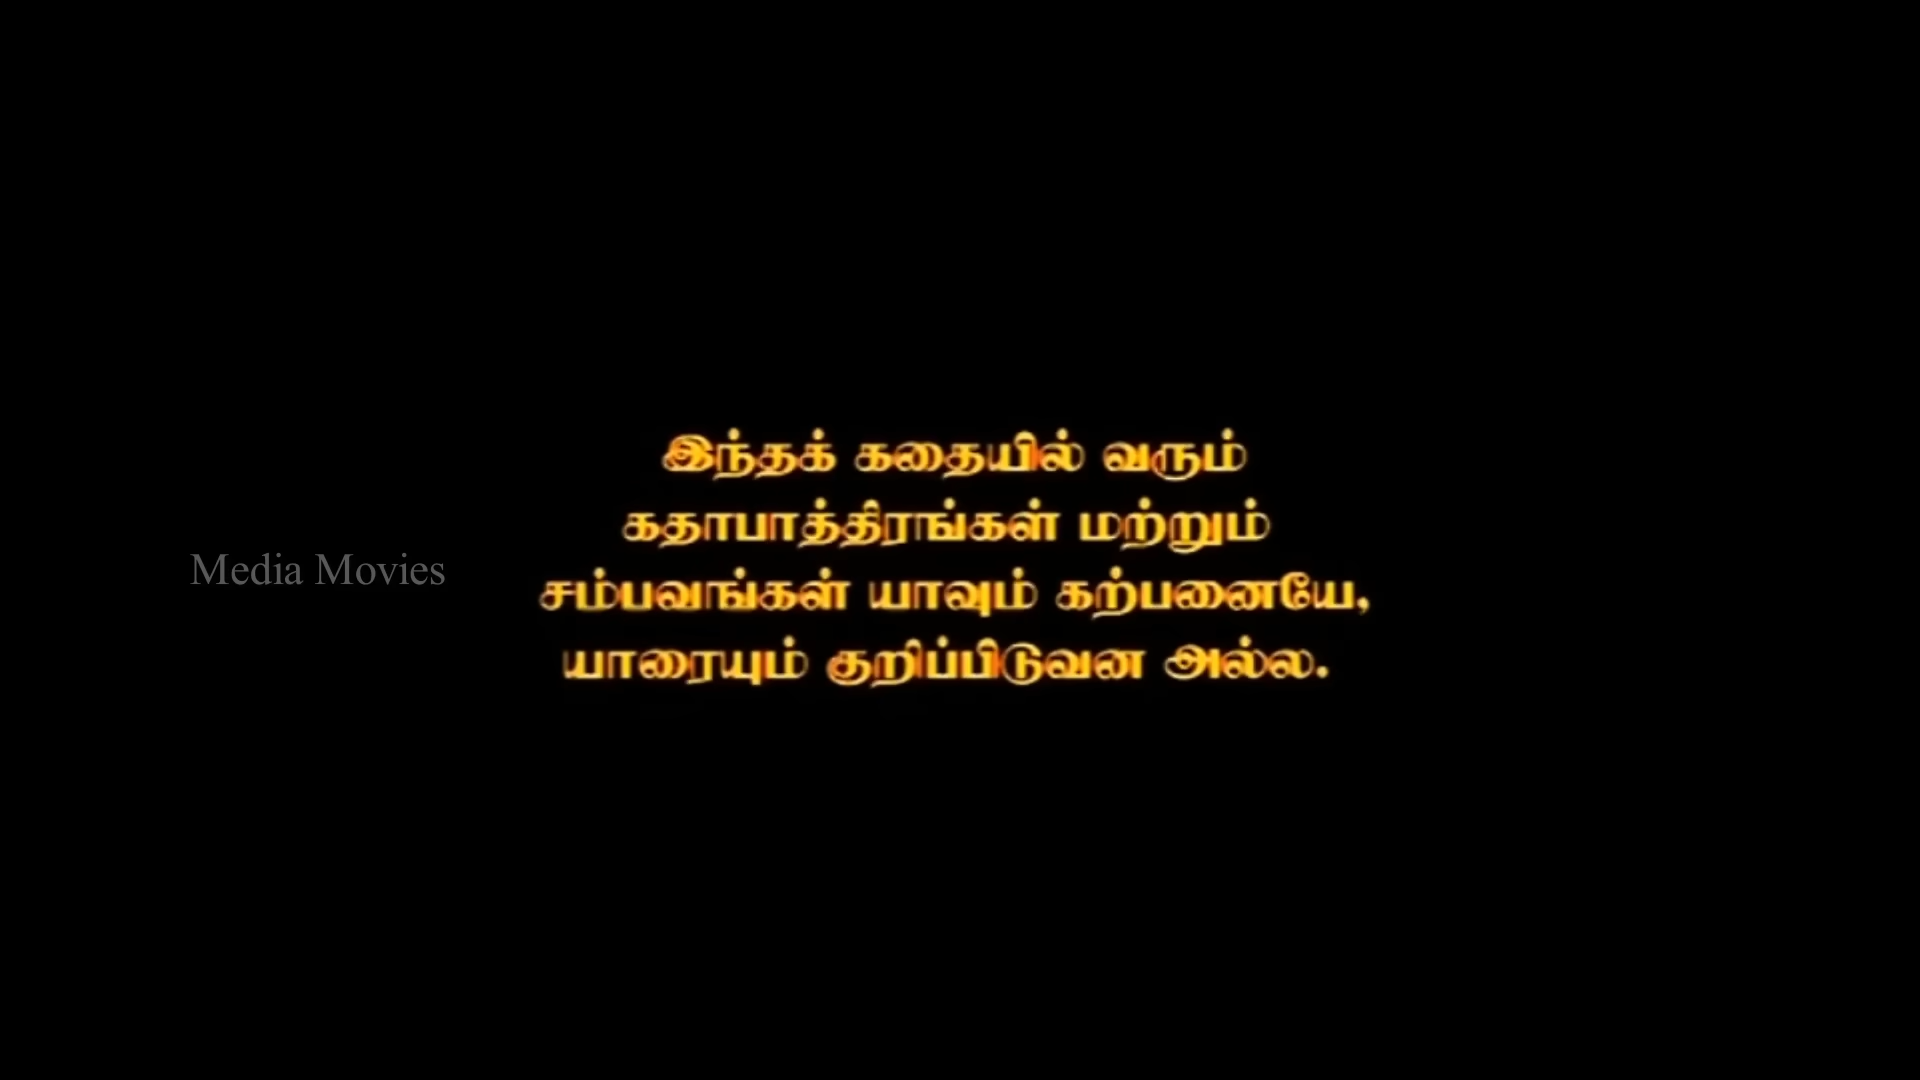 இந்தக் கதையில் வரும்
கதாபாத்திரங்கள் மற்றும்
Media Movies
சம்பவங்கள் யாவும் கற்பனையே,
யாரையும் குறிப்பிடுவன அல்ல.